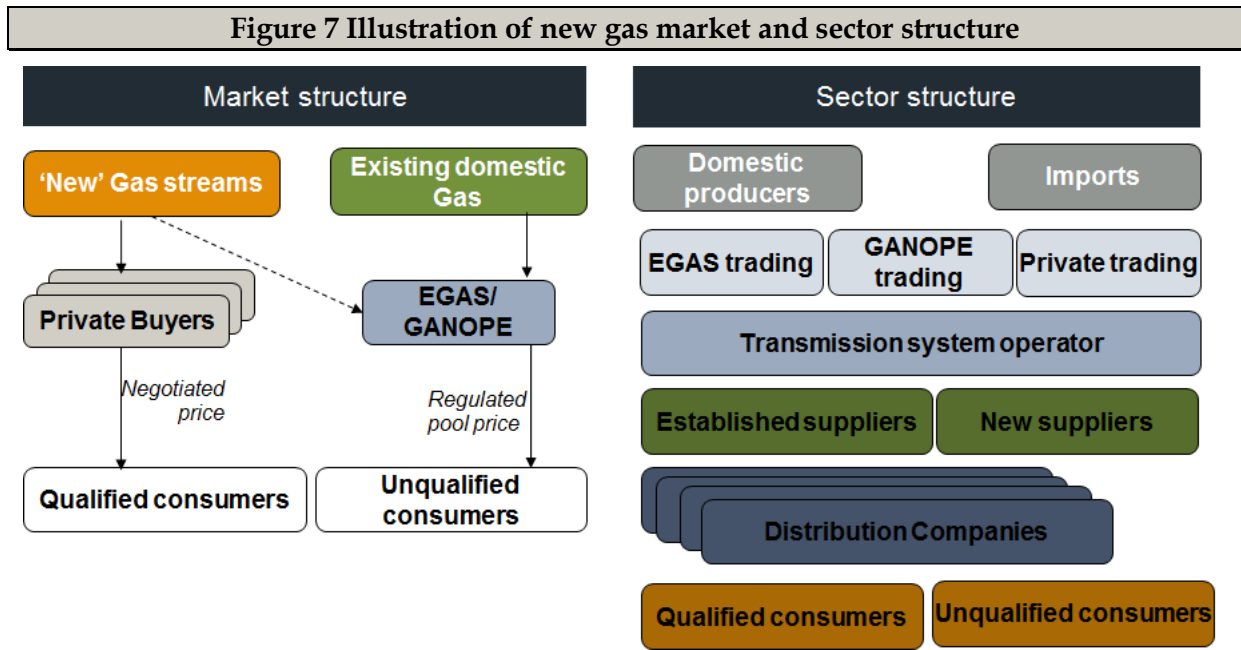 Figure 7 Illustration of new gas market and sector structure
Market structure
'New' Gas streams
Existing domestic
Gas
Private Buyers
EGAS/
GANOPE
Negotiated
price
Regulated
pool price
Qualified consumers
Unqualified
consumers
Sector structure
Domestic
producers
Imports
EGAS trading
GANOPE
trading
Private trading
Transmission system operator
Established suppliers
New suppliers
Distribution Companies
Qualified consumers
Unqualified consumers